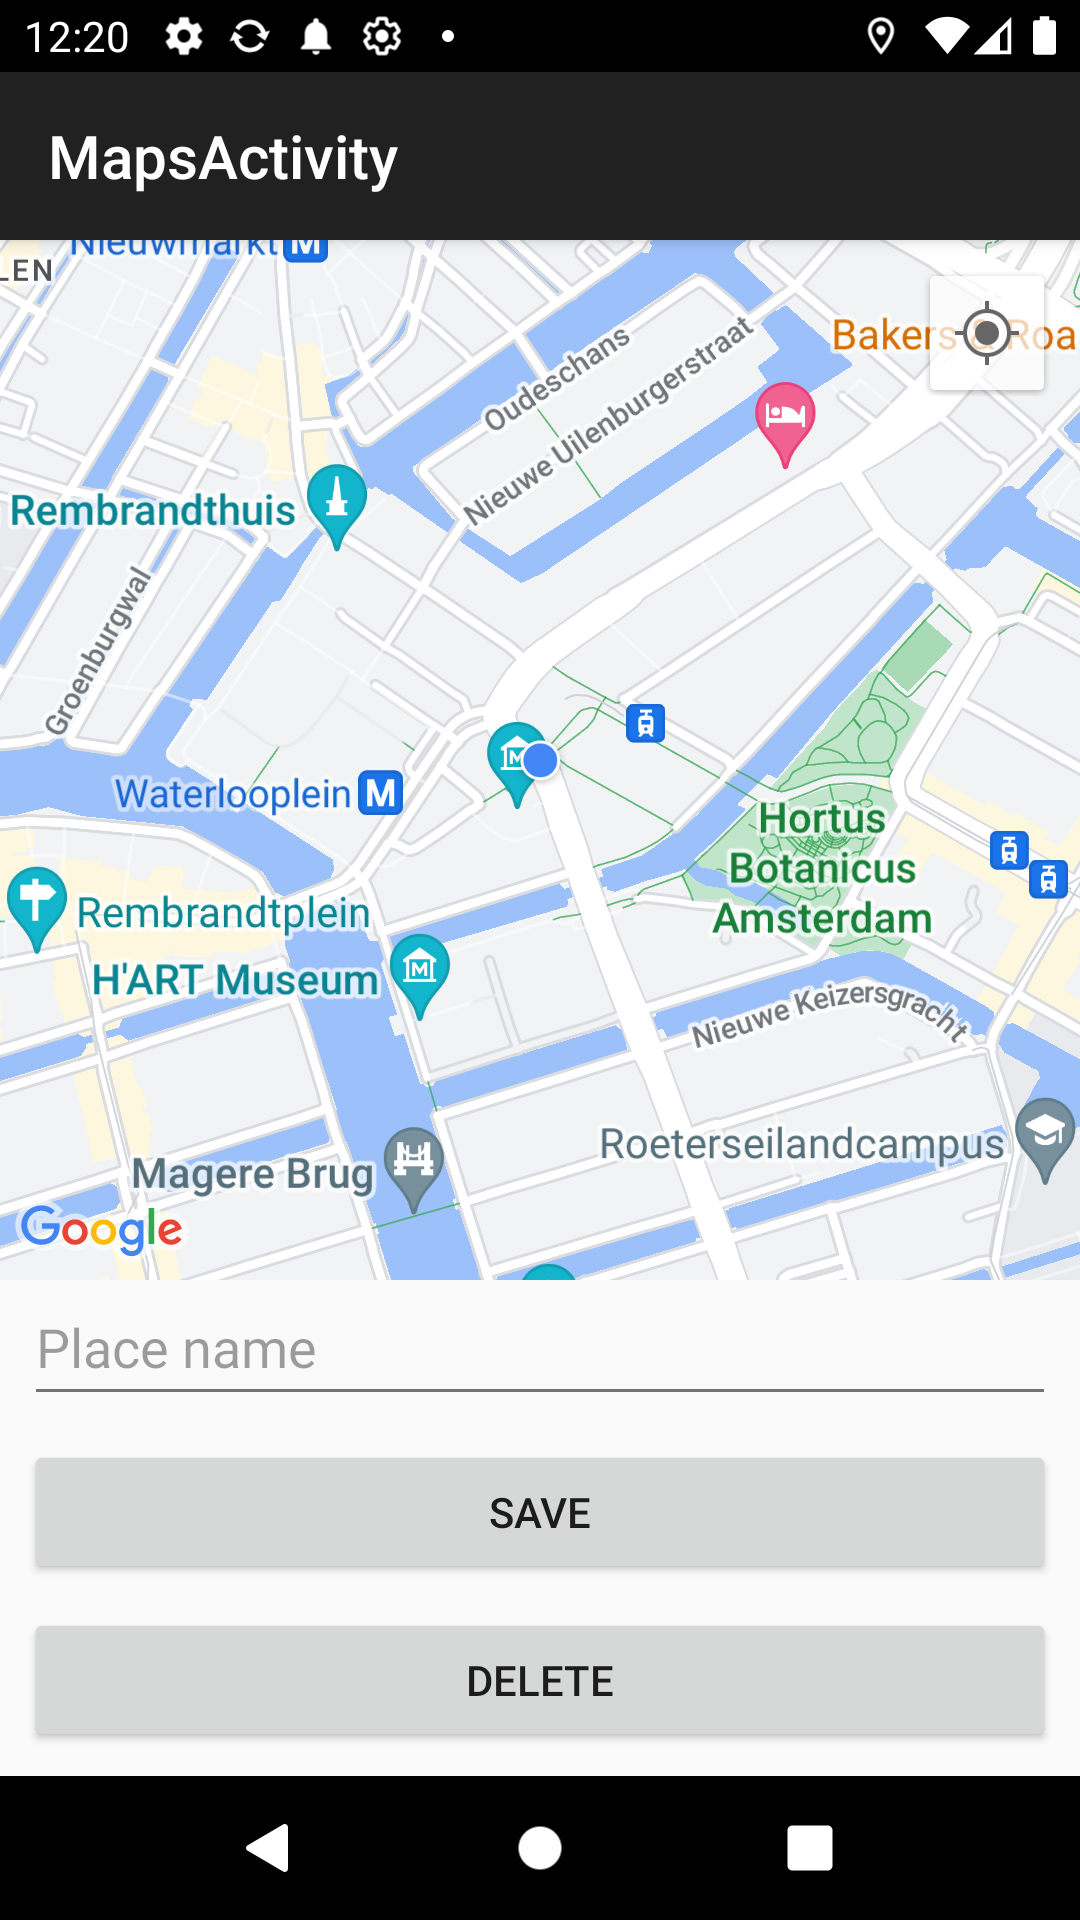 12:20
MapsActivity
Nieuwmarkt M
LEN
Bakers & Roa
Oudeschans
Nieuwe Uilenburgerstraat
Rembrandthuis
Groenburgwal
Waterlooplein M
Hortus
Botanicus
Amsterdam
Rembrandtplein
H'ART Museum
Nieuwe Keizersgracht
Roeterseilandcampus
Magere Brug
Google
Place name
SAVE
DELETE